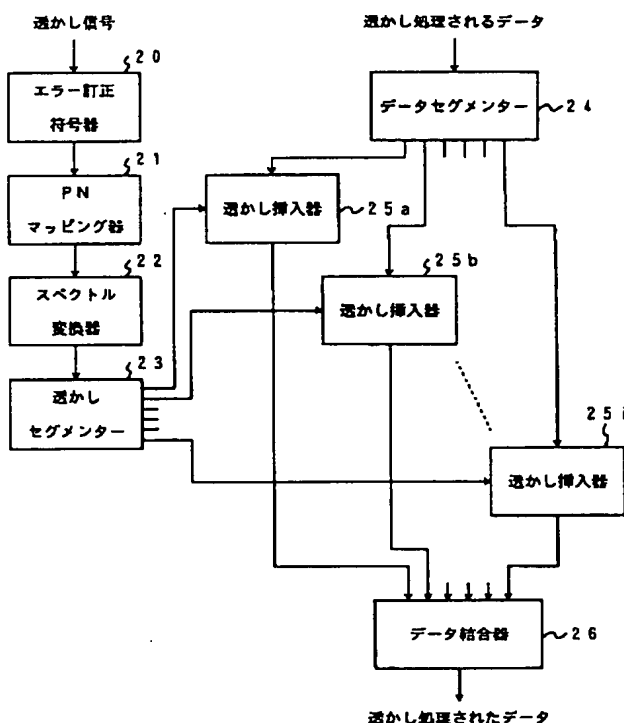 透かし信号
20
エラー訂正
符号器
21
PN
マッピング器
22
スペクトル
変換器
23
透かし
セグメンター
透かし処理されるデータ
データセグメンター
24
透かし挿入器
25a
25b
透かし挿入器
25i
透かし挿入器
データ結合器
26
透かし処理されたデータ